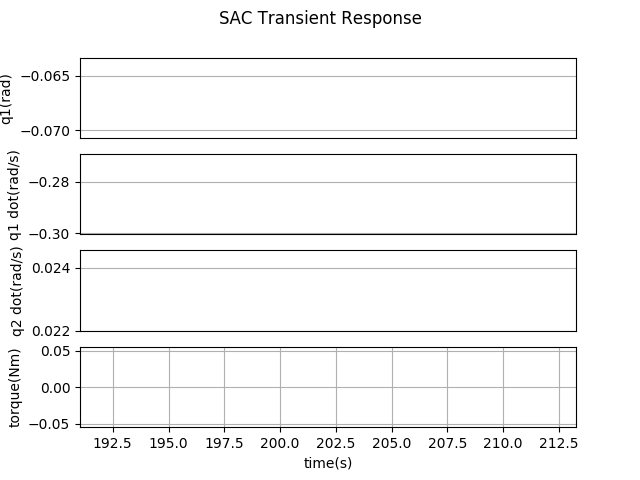 SAC Transient Response
q1(rad)
−0.065
−0.070
q1 dot(rad/s)
−0.28
−0.30
q2 dot(rad/s)
0.024
0.022
torque(Nm)
0.05
0.00
−0.05
192.5 195.0 197.5 200.0 202.5 205.0 207.5 210.0 212.5
time(s)